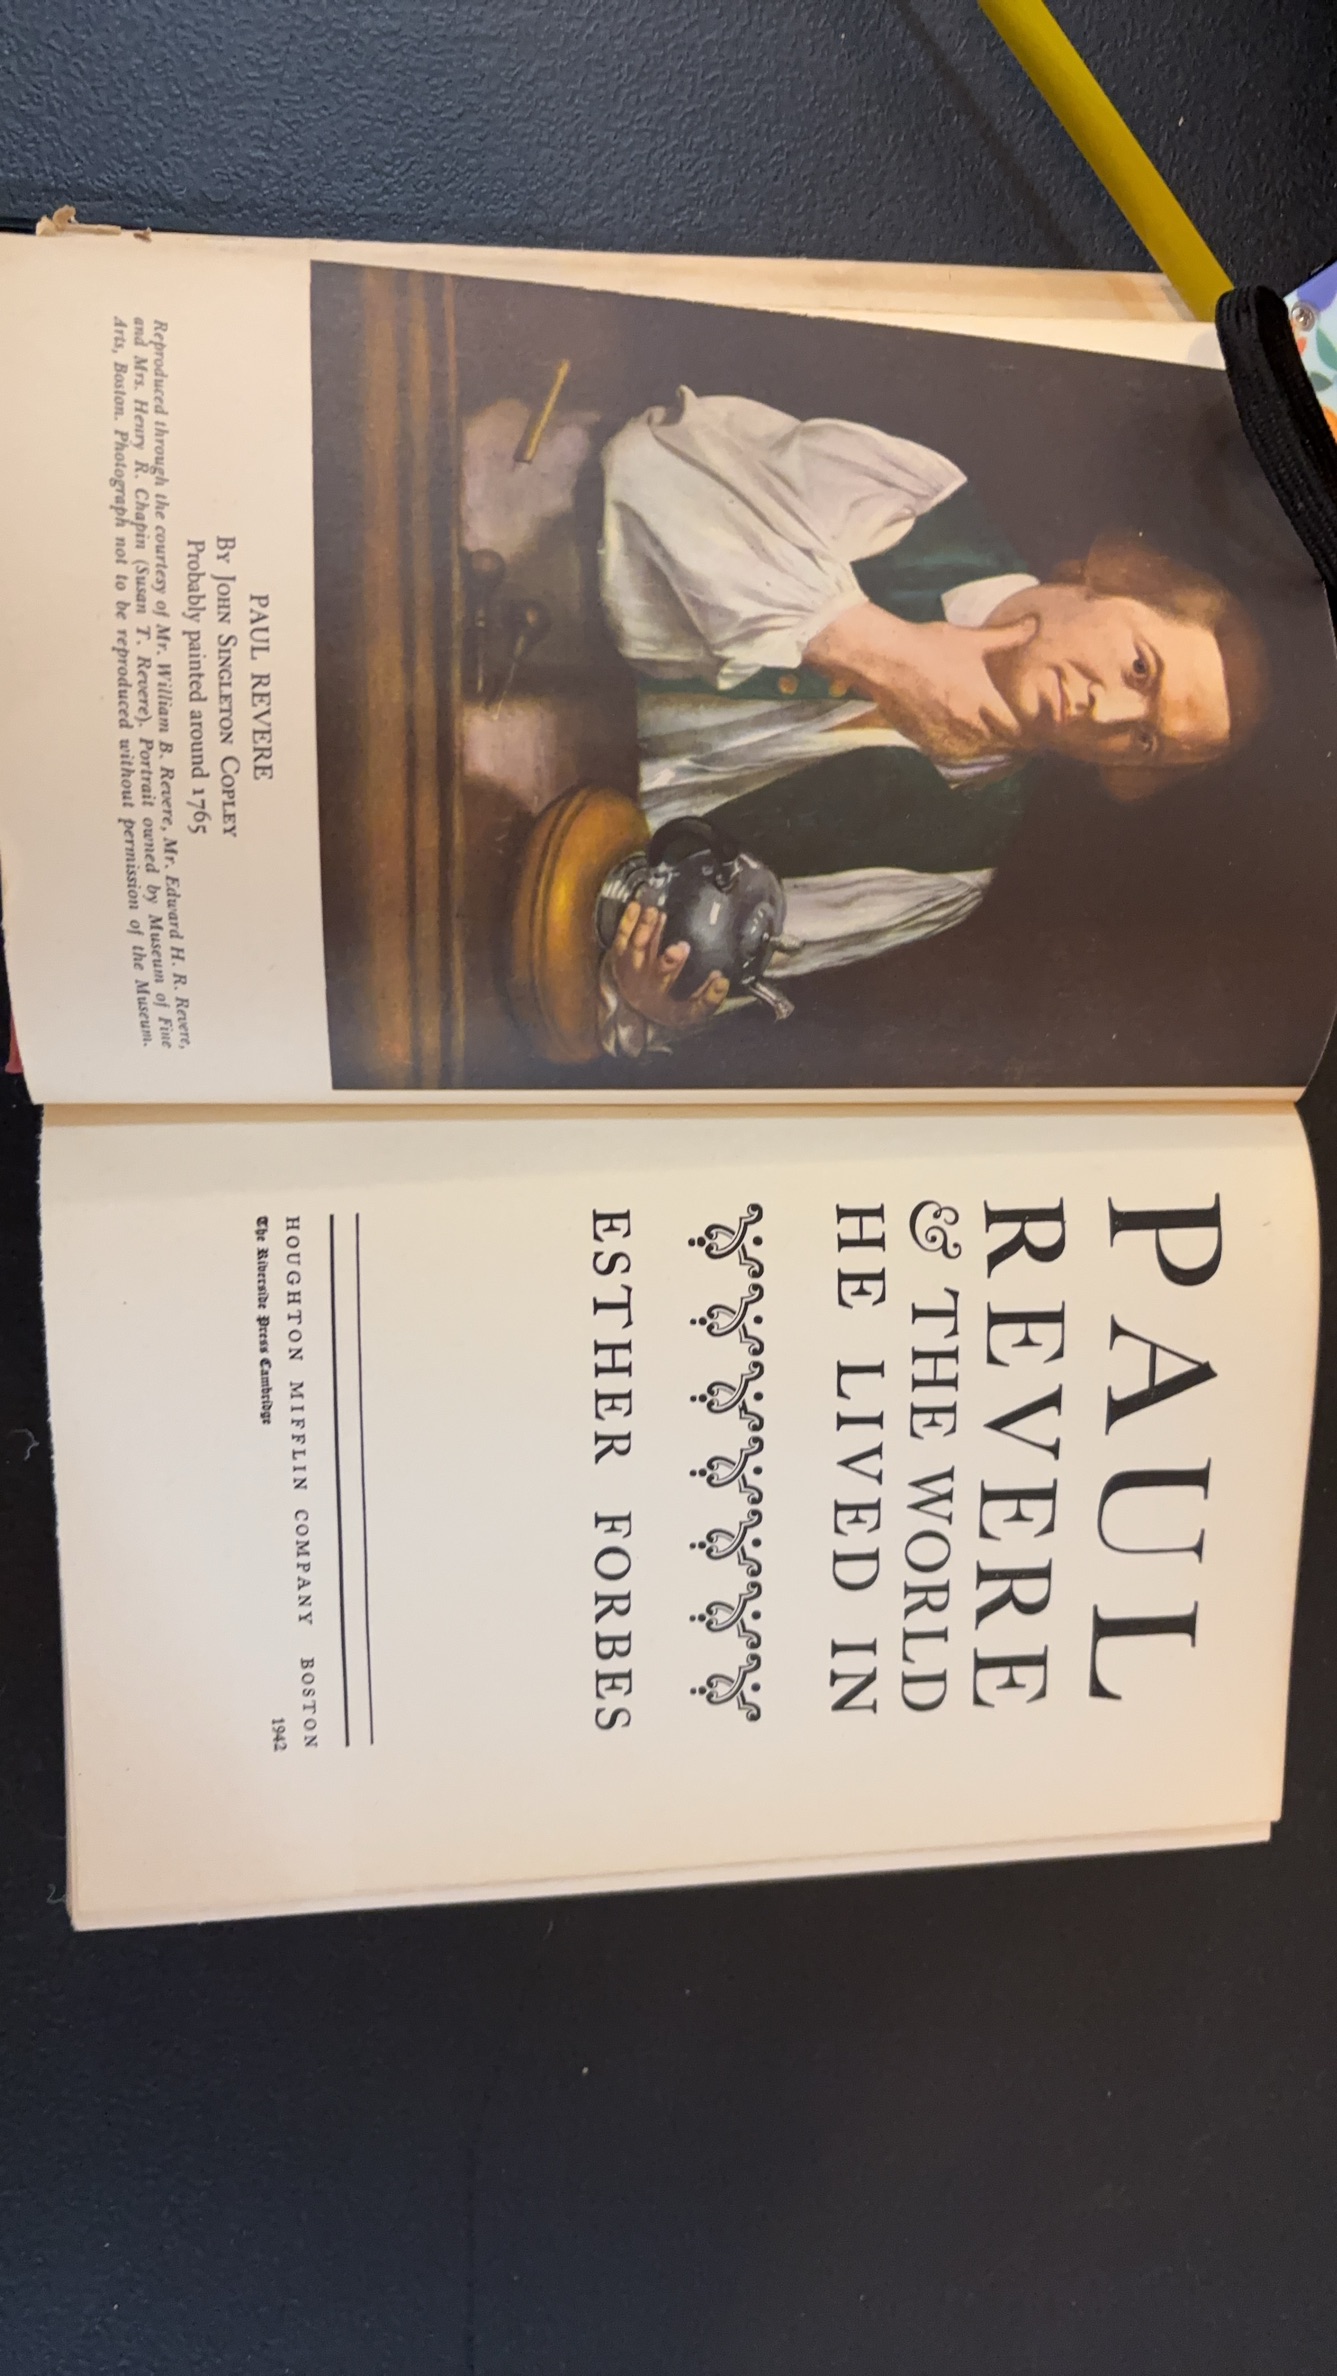 PAUL REVERE
By John Singleton Copley
Probably painted around 1765
Reproduced through the courtesy of Mr. William B. Revere, Mr. Edward H. R. Revere,
and Mrs. Henry R. Chapin (Susan T. Revere). Portrait owned by Museum of Fine
Arts, Boston. Photograph not to be reproduced without permission of the Museum.
PAUL
REVERE
& THE WORLD
HE LIVED IN
ESTHER FORBES
HOUGHTON MIFFLIN COMPANY BOSTON
The Riverside Press Cambridge
1942